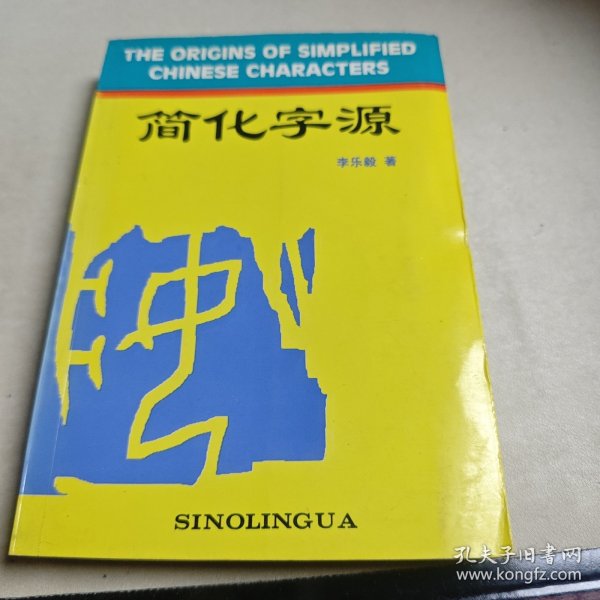 THE ORIGINS OF SIMPLIFIED
CHINESE CHARACTERS
简化字源
李乐毅 著
SINOLINGUA
孔夫子旧书网
www.kongfz.com